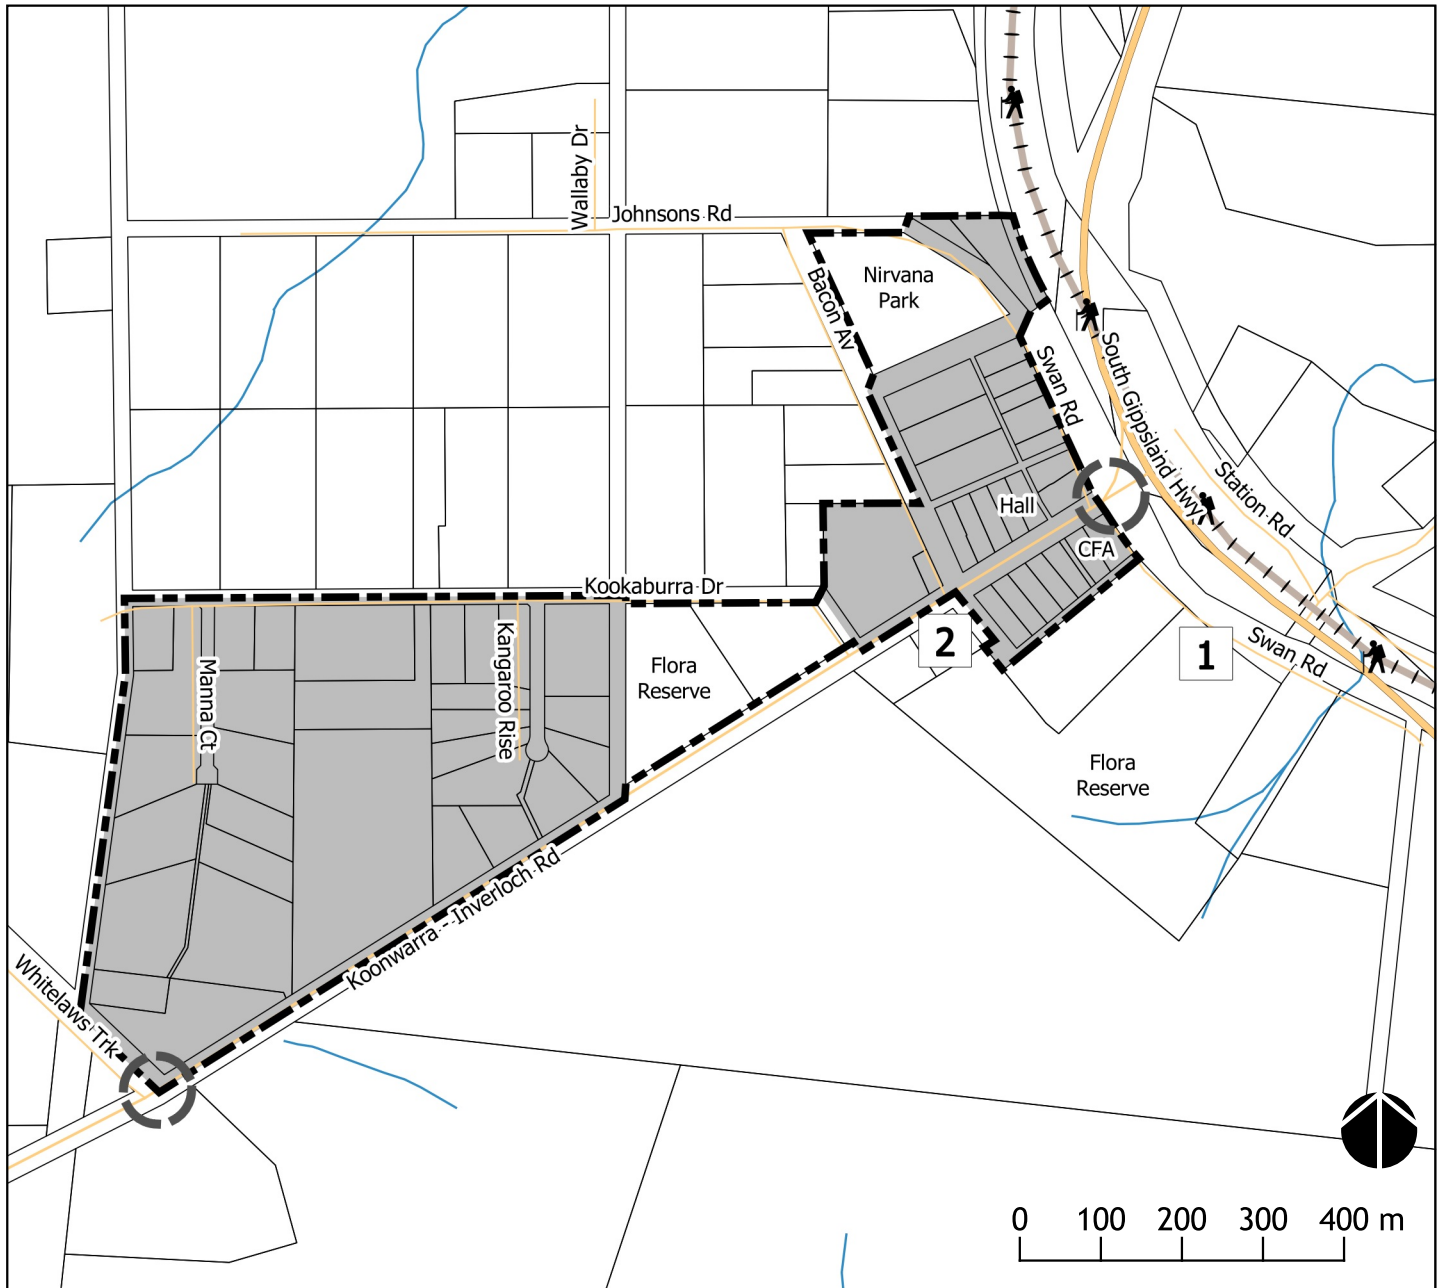 Wallaby Dr
Johnsons Rd
Nirvana
Park
Bacon Av
Swan Rd
South Gippsland Hwy
Station Rd
Hall
CFA
Kookaburra Dr
2
1
Swan Rd
Manna Ct
Kangaroo Rise
Flora
Reserve
Flora
Reserve
Koonwarra - Inverloch Rd
Whitelaws Trk
0 100 200 300 400 m